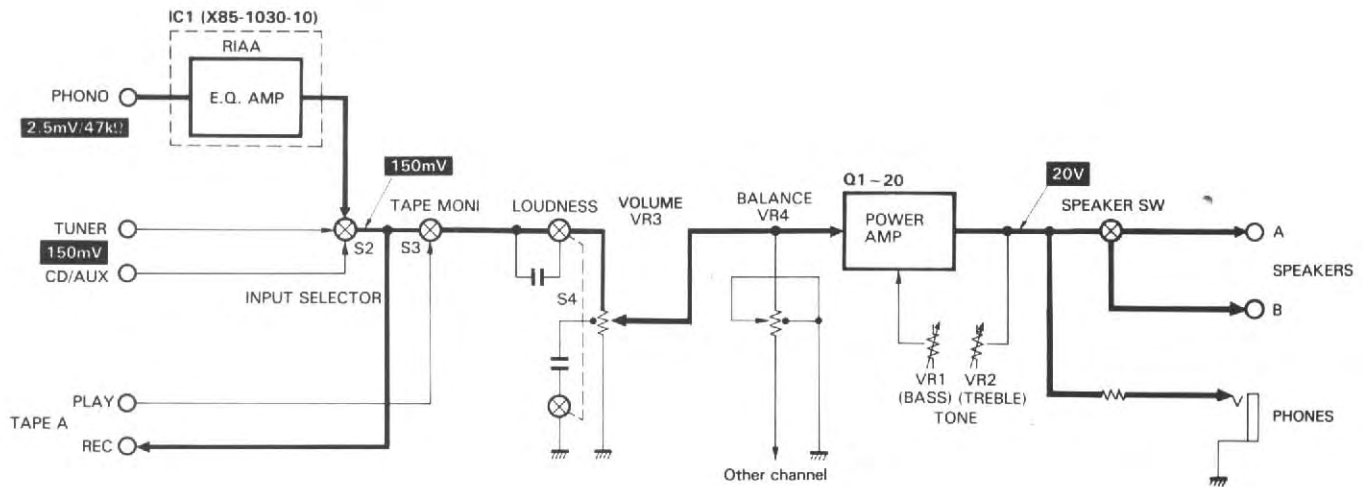 IC1 (X85-1030-10)
RIAA
E.Q. AMP
PHONO
2.5mV/47kΩ
150mV
TAPE MONI
LOUDNESS
VOLUME
VR3
BALANCE
VR4
Q1~20
POWER
AMP
20V
SPEAKER SW
A
SPEAKERS
B
TUNER
150mV
CD/AUX
S2
S3
INPUT SELECTOR
S4
VR1
(BASS)
VR2
(TREBLE)
TONE
PLAY
TAPE A
REC
PHONES
Other channel